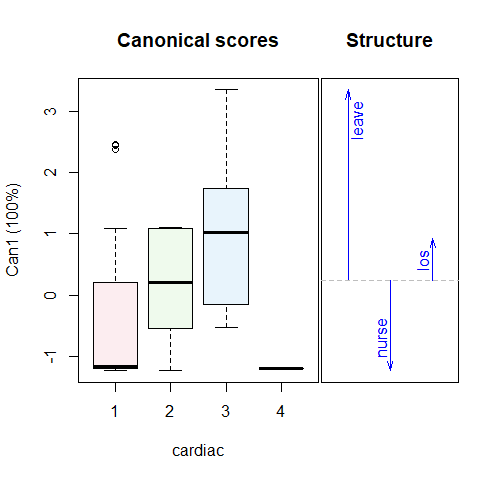 Canonical scores
Structure
Can1 (100%)
3
2
1
0
-1
1 2 3 4
cardiac
leave
los
nurse